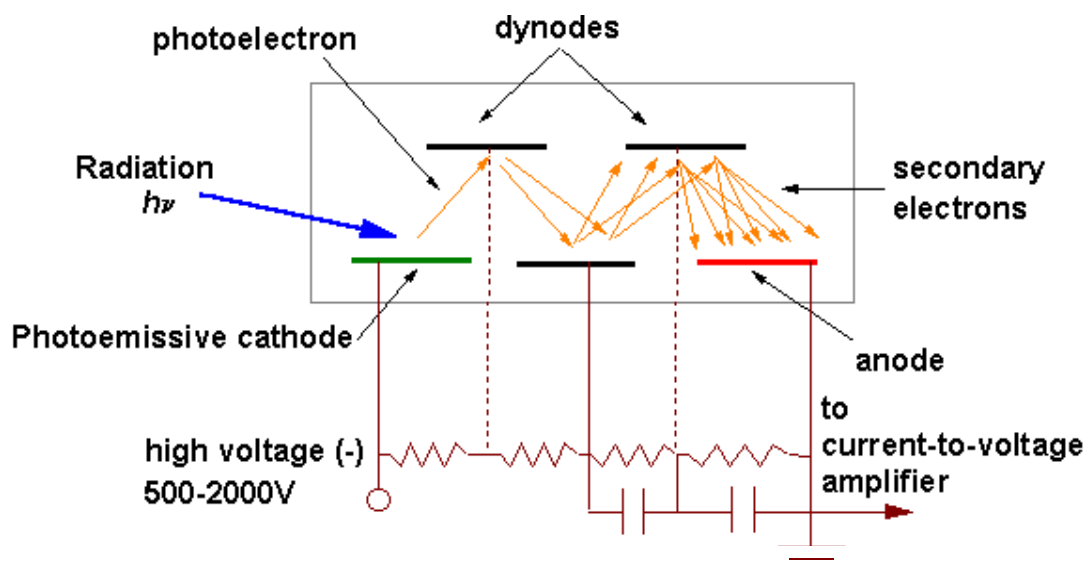 dynodes
photoelectron
Radiation
hν
secondary
electrons
Photoemissive cathode
anode
to
current-to-voltage
amplifier
high voltage (-)
500-2000V